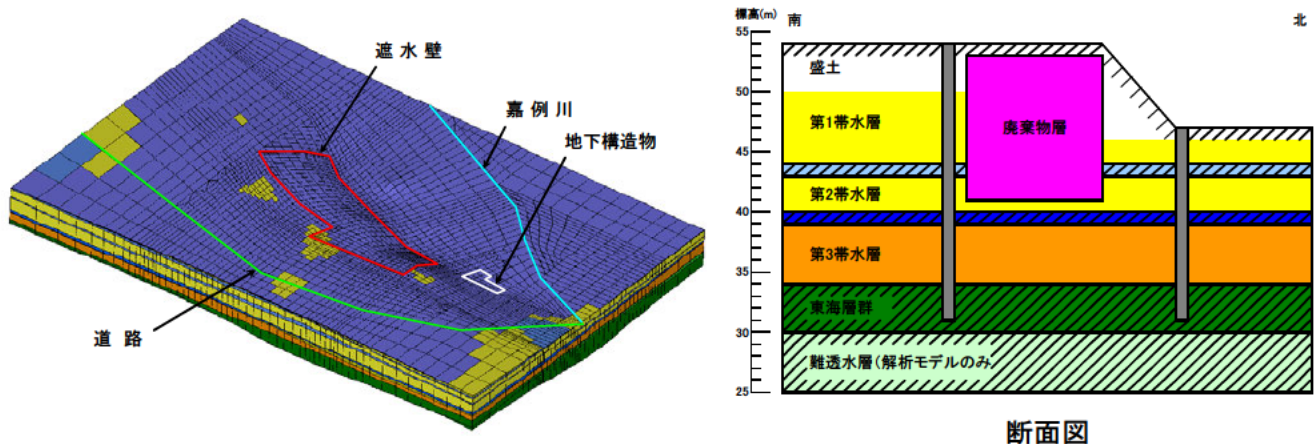 遮水壁
嘉例川
地下構造物
道路
標高(m)
南
北
55
50
45
40
35
30
25
盛土
第1帯水層
廃棄物層
第2帯水層
第3帯水層
東海層群
難透水層(解析モデルのみ
断面図